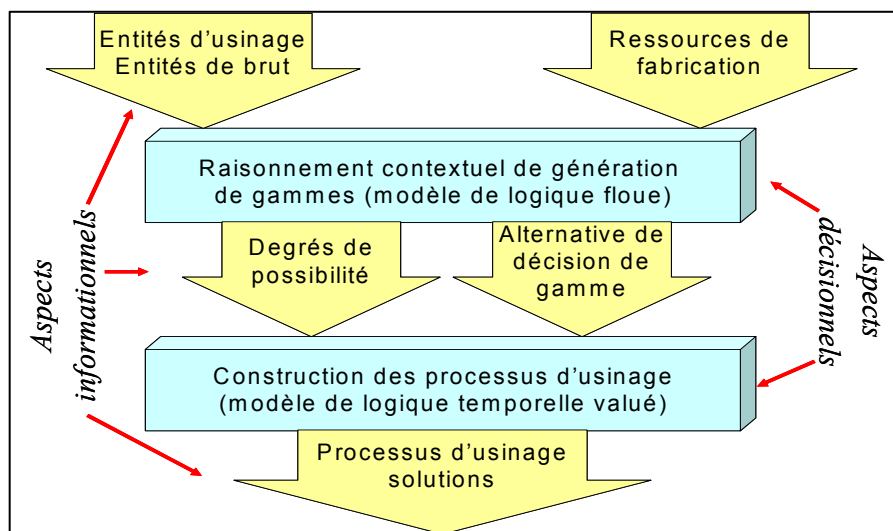 Entités d'usinage
Entités de brut
Ressources de
fabrication
Raisonnement contextuel de génération
de gammes (modèle de logique floue)
Degrés de
possibilité
Alternative de
décision de
gamme
Construction des processus d'usinage
(modèle de logique temporelle valué)
Processus d'usinage
solutions
Aspects
informationnels
Aspects
décisionnels